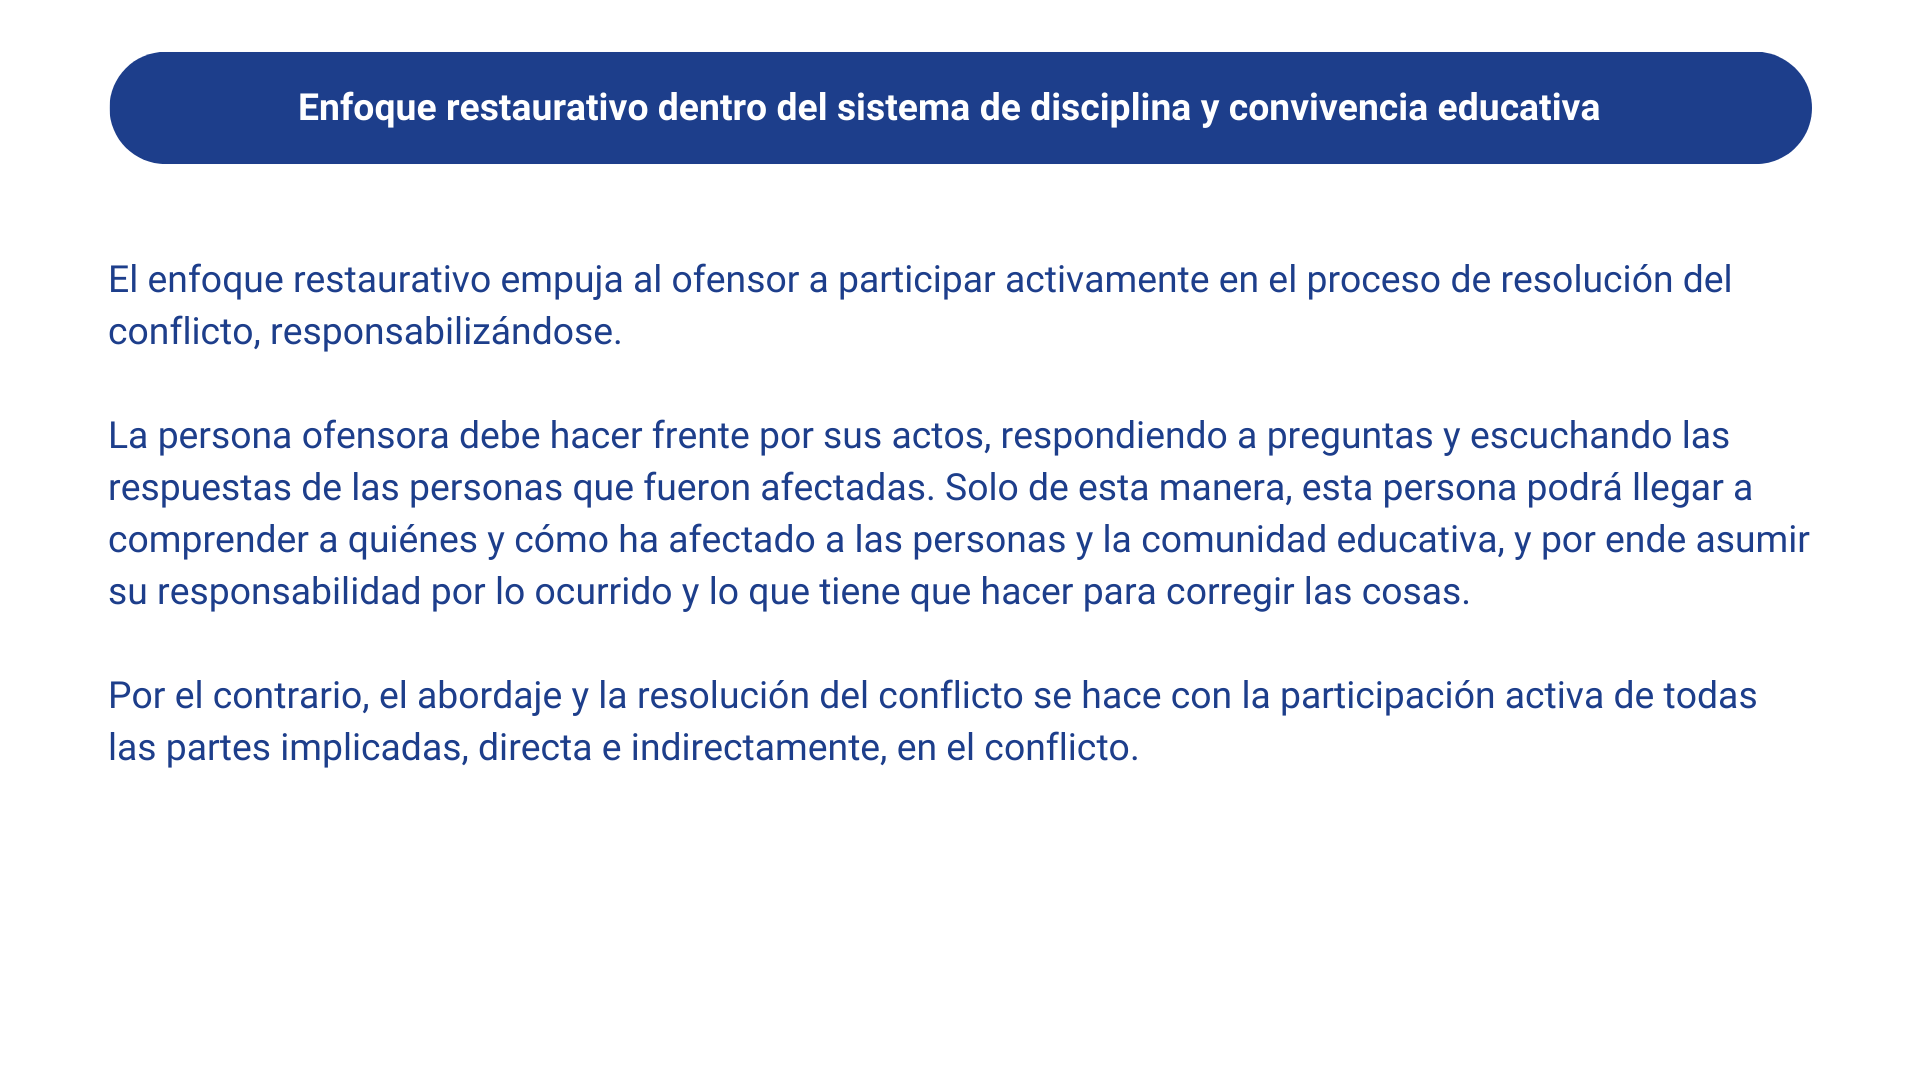 Enfoque restaurativo dentro del sistema de disciplina y convivencia educativa
El enfoque restaurativo empuja al ofensor a participar activamente en el proceso de resolución del
conflicto, responsabilizándose.
La persona ofensora debe hacer frente por sus actos, respondiendo a preguntas y escuchando las
respuestas de las personas que fueron afectadas. Solo de esta manera, esta persona podrá llegar a
comprender a quiénes y cómo ha afectado a las personas y la comunidad educativa, y por ende asumir
su responsabilidad por lo ocurrido y lo que tiene que hacer para corregir las cosas.
Por el contrario, el abordaje y la resolución del conflicto se hace con la participación activa de todas
las partes implicadas, directa e indirectamente, en el conflicto.